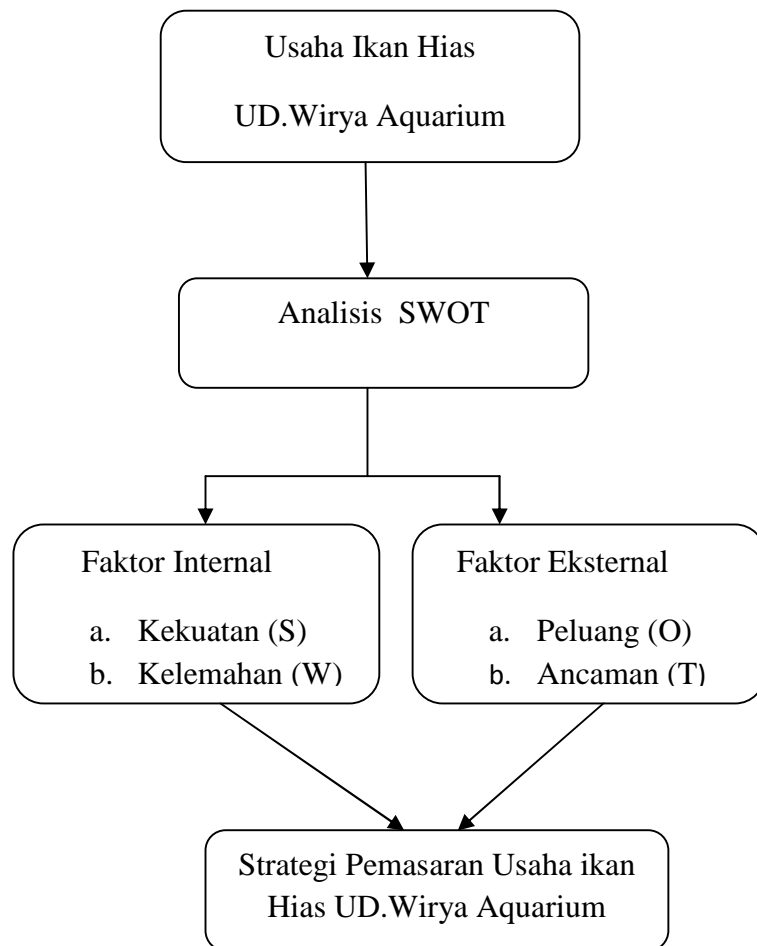 Usaha Ikan Hias
UD.Wirya Aquarium
Analisis  SWOT
Faktor Internal
a. Kekuatan (S)
b. Kelemahan (W)
Faktor Eksternal
a. Peluang (O)
b. Ancaman (T)
Strategi Pemasaran Usaha ikan
Hias UD.Wirya Aquarium